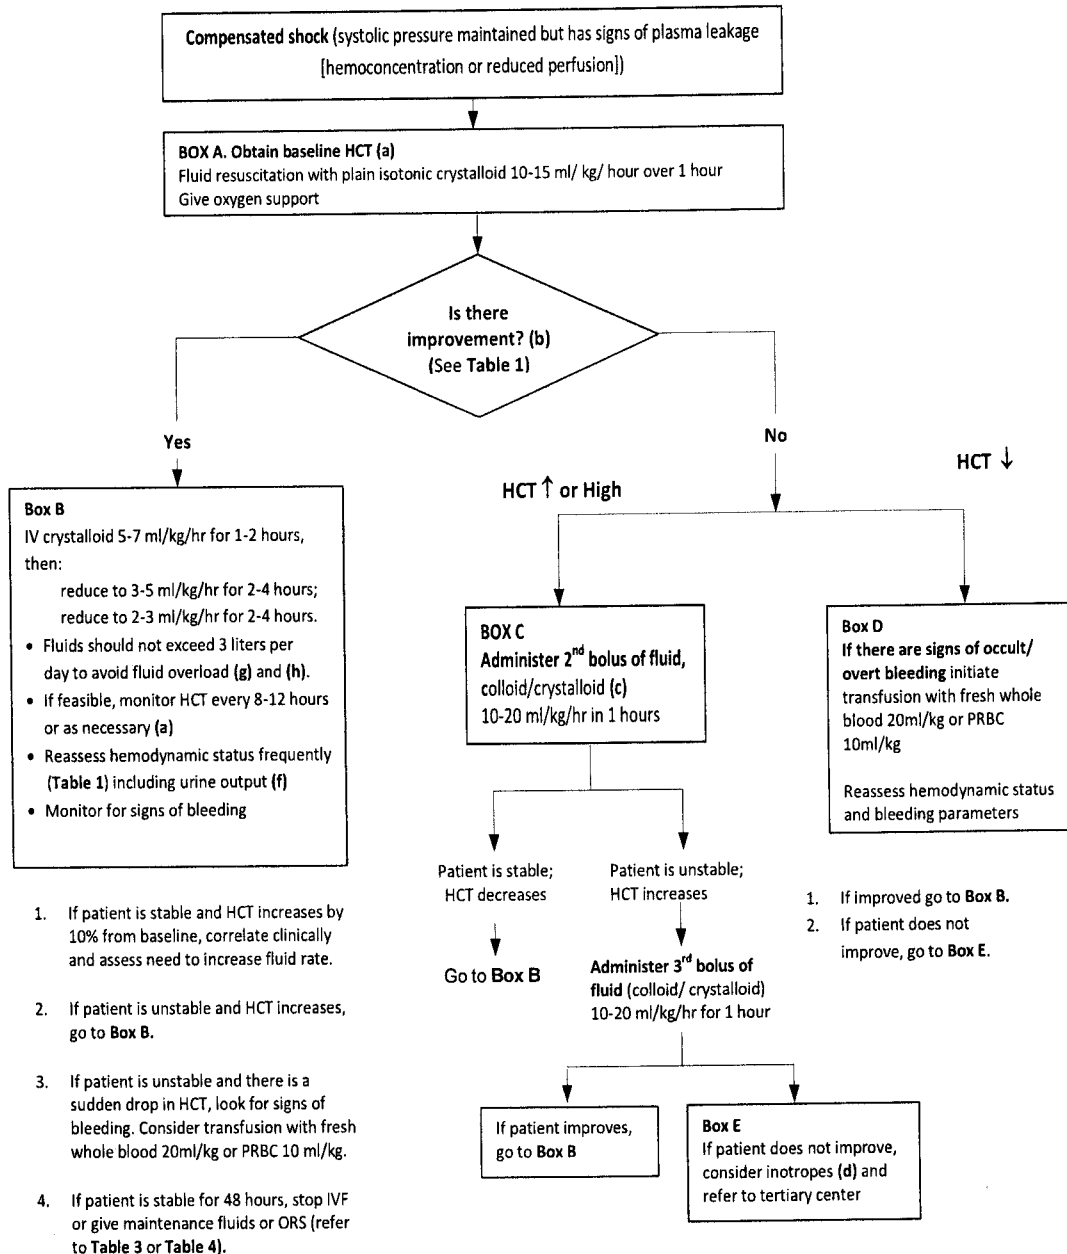 Compensated shock (systolic pressure maintained but has signs of plasma leakage
[hemoconcentration or reduced perfusion])
BOX A. Obtain baseline HCT (a)
Fluid resuscitation with plain isotonic crystalloid 10-15 ml/ kg/ hour over 1 hour
Give oxygen support
Is there
improvement? (b)
(See Table 1)
Yes
No
HCT ↑ or High
HCT ↓
Box B
IV crystalloid 5-7 ml/kg/hr for 1-2 hours,
then:
reduce to 3-5 ml/kg/hr for 2-4 hours;
reduce to 2-3 ml/kg/hr for 2-4 hours.
• Fluids should not exceed 3 liters per
day to avoid fluid overload (g) and (h).
• If feasible, monitor HCT every 8-12 hours
or as necessary (a)
• Reassess hemodynamic status frequently
(Table 1) including urine output (f)
• Monitor for signs of bleeding
1. If patient is stable and HCT increases by
10% from baseline, correlate clinically
and assess need to increase fluid rate.
2. If patient is unstable and HCT increases,
go to Box B.
3. If patient is unstable and there is a
sudden drop in HCT, look for signs of
bleeding. Consider transfusion with fresh
whole blood 20ml/kg or PRBC 10 ml/kg.
4. If patient is stable for 48 hours, stop IVF
or give maintenance fluids or ORS (refer
to Table 3 or Table 4).
BOX C
Administer 2nd bolus of fluid,
colloid/crystalloid (c)
10-20 ml/kg/hr in 1 hours
Patient is stable;
HCT decreases
Go to Box B
Patient is unstable;
HCT increases
Administer 3rd bolus of
fluid (colloid/ crystalloid)
10-20 ml/kg/hr for 1 hour
If patient improves,
go to Box B
Box E
If patient does not improve,
consider inotropes (d) and
refer to tertiary center
Box D
If there are signs of occult/
overt bleeding initiate
transfusion with fresh whole
blood 20ml/kg or PRBC
10ml/kg
Reassess hemodynamic status
and bleeding parameters
1. If improved go to Box B.
2. If patient does not
improve, go to Box E.